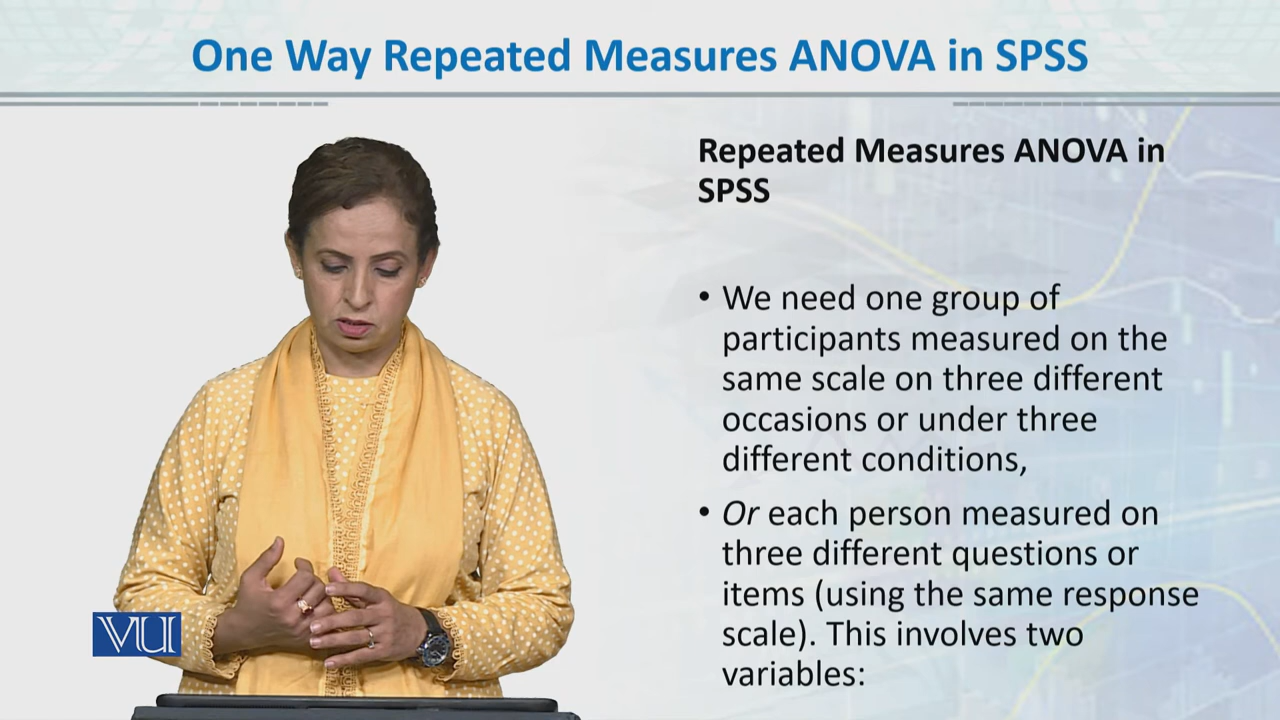 One Way Repeated Measures ANOVA in SPSS
Repeated Measures ANOVA in
SPSS
• We need one group of
participants measured on the
same scale on three different
occasions or under three
different conditions,
• Or each person measured on
three different questions or
items (using the same response
scale). This involves two
variables:
VU